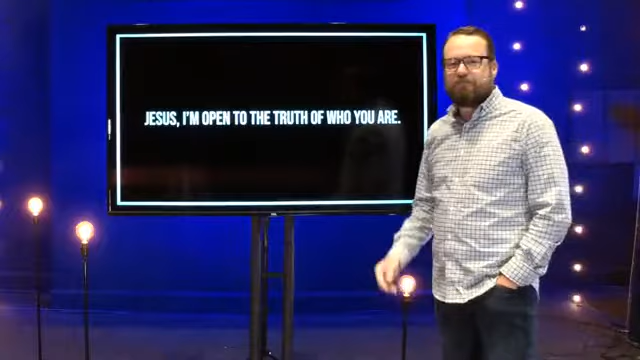 JESUS, I'M OPEN TO THE TRUTH OF WHO YOU ARE.